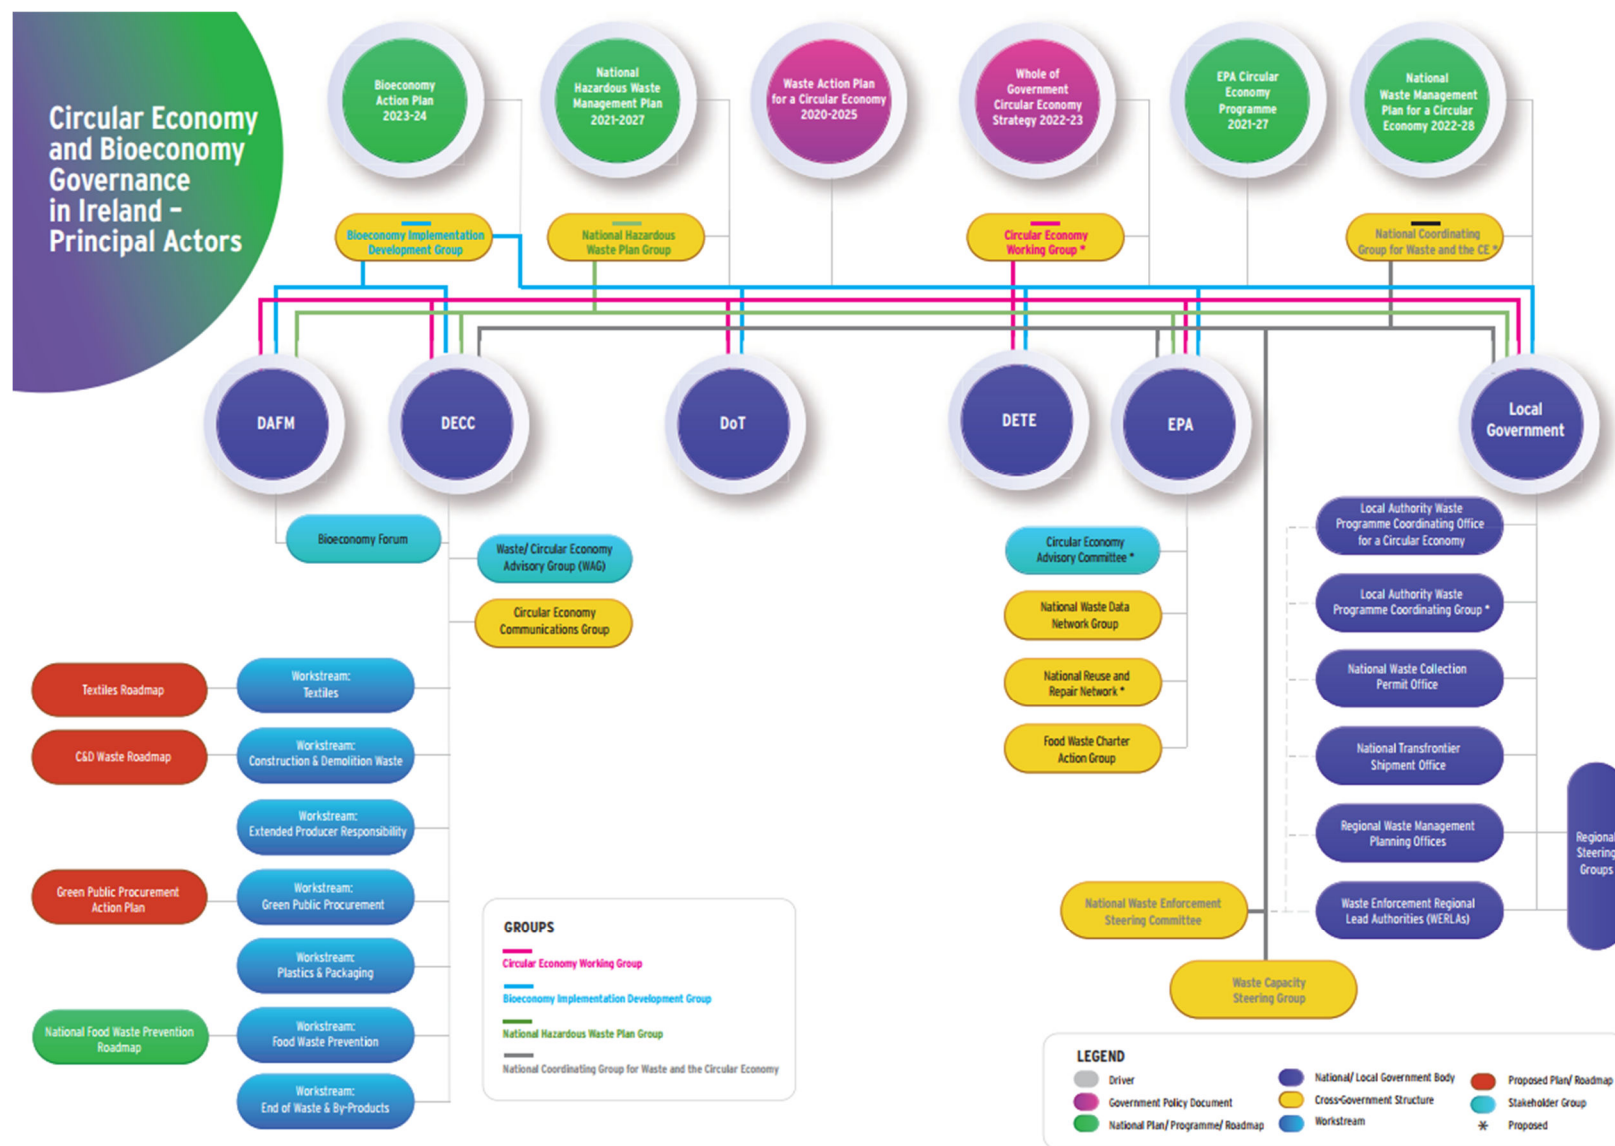 Circular Economy
and Bioeconomy
Governance
in Ireland –
Principal Actors
Bioeconomy
Action Plan
2023-24
National
Hazardous Waste
Management Plan
2021-2027
Waste Action Plan
for a Circular Economy
2020-2025
Whole of
Government
Circular Economy
Strategy 2022-23
EPA Circular
Economy
Programme
2021-27
National
Waste Management
Plan for a Circular
Economy 2022-28
Bioeconomy Implementation
Development Group
National Hazardous
Waste Plan Group
Circular Economy
Working Group *
National Coordinating
Group for Waste and the CE *
DAFM
DECC
DoT
DETE
EPA
Local
Government
Bioeconomy Forum
Waste/ Circular Economy
Advisory Group (WAG)
Circular Economy
Communications Group
Circular Economy
Advisory Committee *
National Waste Data
Network Group
National Reuse and
Repair Network *
Food Waste Charter
Action Group
Local Authority Waste
Programme Coordinating Office
for a Circular Economy
Local Authority Waste
Programme Coordinating Group *
National Waste Collection
Permit Office
National Transfrontier
Shipment Office
Regional Waste Management
Planning Offices
Waste Enforcement Regional
Lead Authorities (WERLAs)
Regional
Steering
Groups
Textiles Roadmap
Workstream:
Textiles
C&D Waste Roadmap
Workstream:
Construction & Demolition Waste
Workstream:
Extended Producer Responsibility
Green Public Procurement
Action Plan
Workstream:
Green Public Procurement
Workstream:
Plastics & Packaging
National Food Waste Prevention
Roadmap
Workstream:
Food Waste Prevention
Workstream:
End of Waste & By-Products
National Waste Enforcement
Steering Committee
Waste Capacity
Steering Group
GROUPS
Circular Economy Working Group
Bioeconomy Implementation Development Group
National Hazardous Waste Plan Group
National Coordinating Group for Waste and the Circular Economy
LEGEND
Driver
Government Policy Document
National Plan/ Programme/ Roadmap
National/ Local Government Body
Cross-Government Structure
Workstream
Proposed Plan/ Roadmap
Stakeholder Group
* Proposed